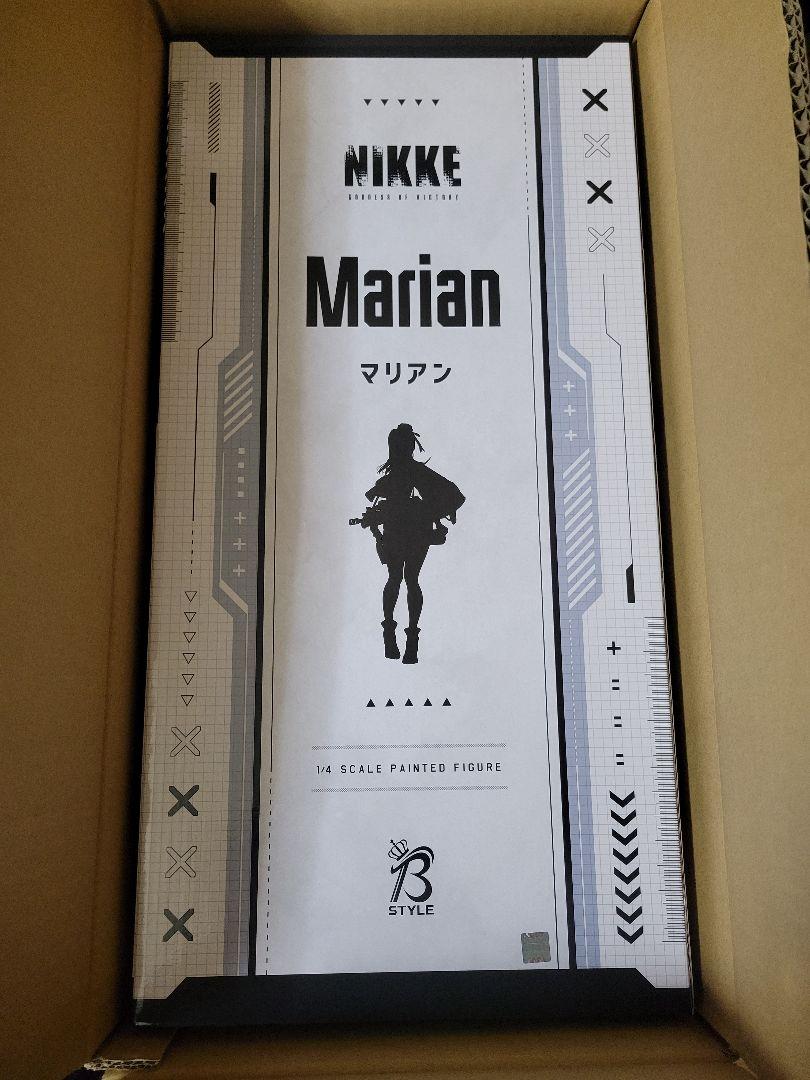 NIKKE
GODDESS OF VICTORY
Marian
マリアン
1/4 SCALE PAINTED FIGURE
B
STYLE